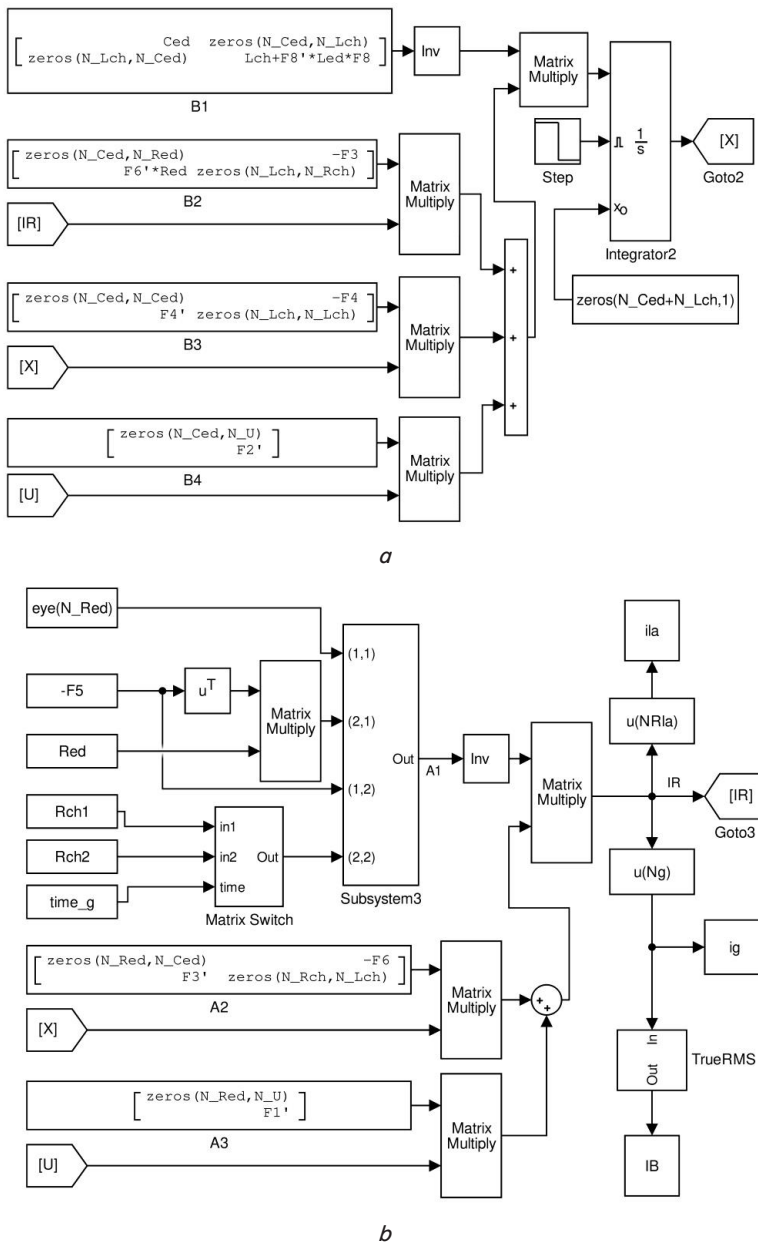 Ced zeros(N_Ced,N_Lch)
zeros(N_Lch,N_Ced) Lch+F8'*Led*F8
B1
Inv
Matrix
Multiply
Step
1
s
x0
Integrator2
[X]
Goto2
zeros(N_Ced+N_Lch,1)
zeros(N_Ced,N_Red) -F3
F6'*Red zeros(N_Lch,N_Rch)
B2
[IR]
Matrix
Multiply
+
zeros(N_Ced,N_Ced) -F4
F4' zeros(N_Lch,N_Lch)
B3
[X]
Matrix
Multiply
+
zeros(N_Ced,N_U)
F2'
B4
[U]
Matrix
Multiply
+
a
eye(N_Red)
-F5
u^T
Red
Matrix
Multiply
Rch1
Rch2
time_g
in1
in2 Out
time
Matrix Switch
(1,1)
(2,1)
(1,2)
(2,2)
Out
Subsystem3
A1
Inv
Matrix
Multiply
ila
u(NRla)
IR
[IR]
Goto3
u(Ng)
ig
In
Out
TrueRMS
IB
zeros(N_Red,N_Ced) -F6
F3' zeros(N_Rch,N_Lch)
A2
[X]
Matrix
Multiply
+
+
zeros(N_Red,N_U)
F1'
A3
[U]
Matrix
Multiply
b